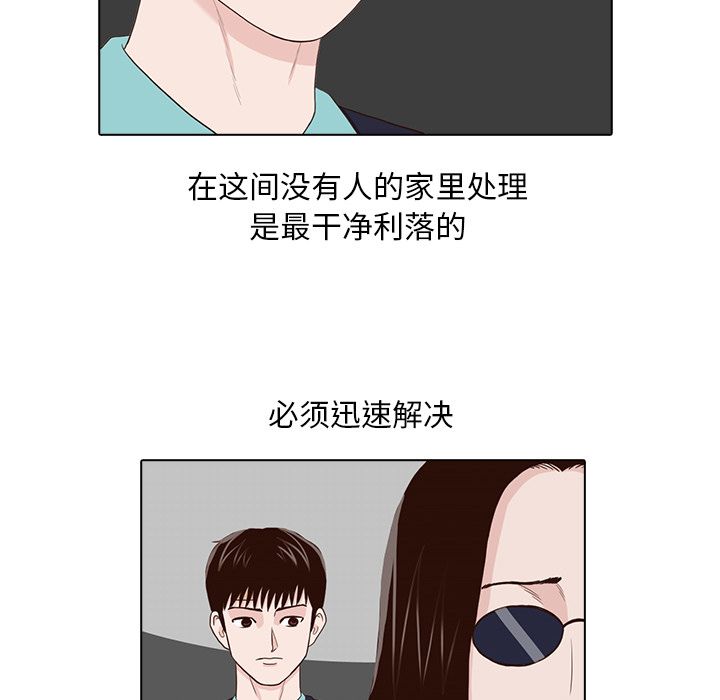 在这间没有人的家里处理
是最干净利落的
必须迅速解决